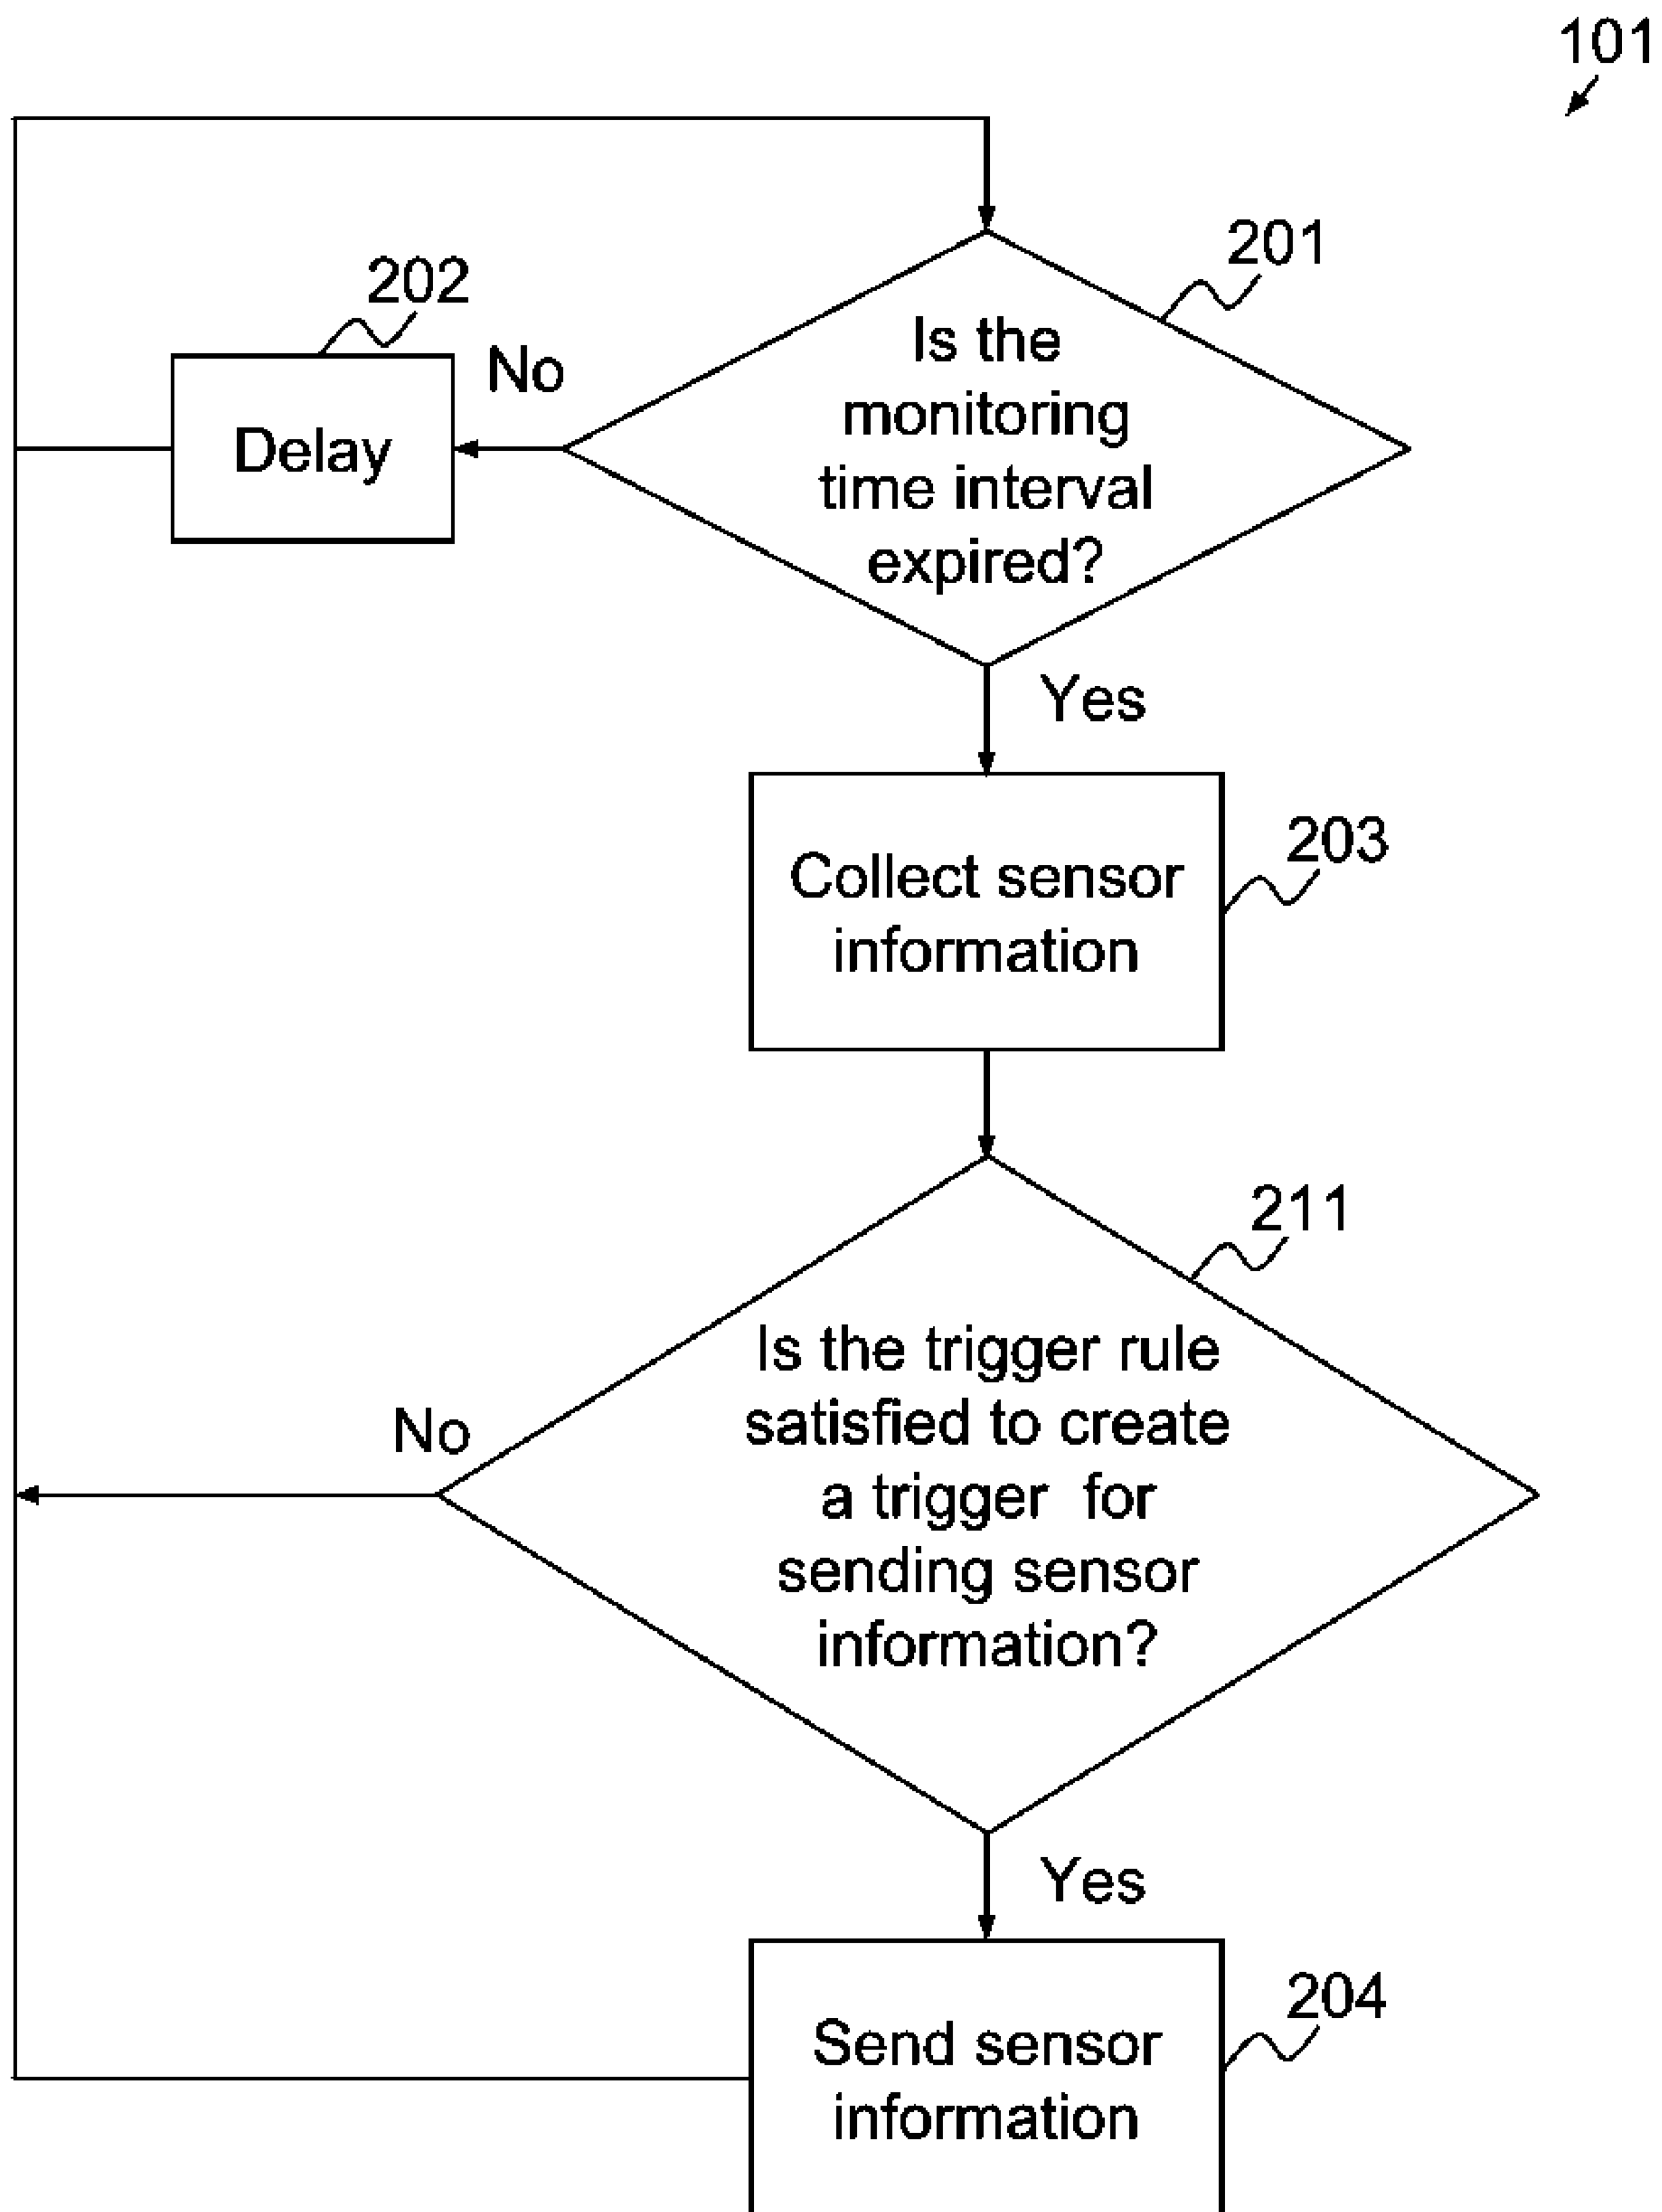 101
201
202
No
Is the
monitoring
time interval
expired?
Delay
Yes
203
Collect sensor
information
211
Is the trigger rule
satisfied to create
a trigger for
sending sensor
information?
No
Yes
204
Send sensor
information